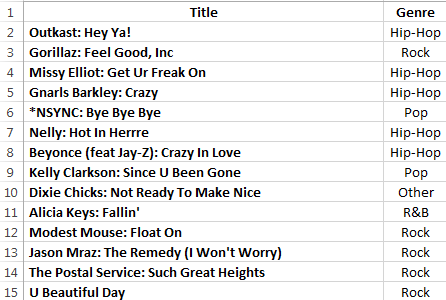 1 Title Genre
2 Outkast: Hey Ya! Hip-Hop
3 Gorillaz: Feel Good, Inc Rock
4 Missy Elliot: Get Ur Freak On Hip-Hop
5 Gnarls Barkley: Crazy Hip-Hop
6 *NSYNC: Bye Bye Bye Pop
7 Nelly: Hot In Herrre Hip-Hop
8 Beyonce (feat Jay-Z): Crazy In Love Hip-Hop
9 Kelly Clarkson: Since U Been Gone Pop
10 Dixie Chicks: Not Ready To Make Nice Other
11 Alicia Keys: Fallin' R&B
12 Modest Mouse: Float On Rock
13 Jason Mraz: The Remedy (I Won't Worry) Rock
14 The Postal Service: Such Great Heights Rock
15 U Beautiful Day Rock